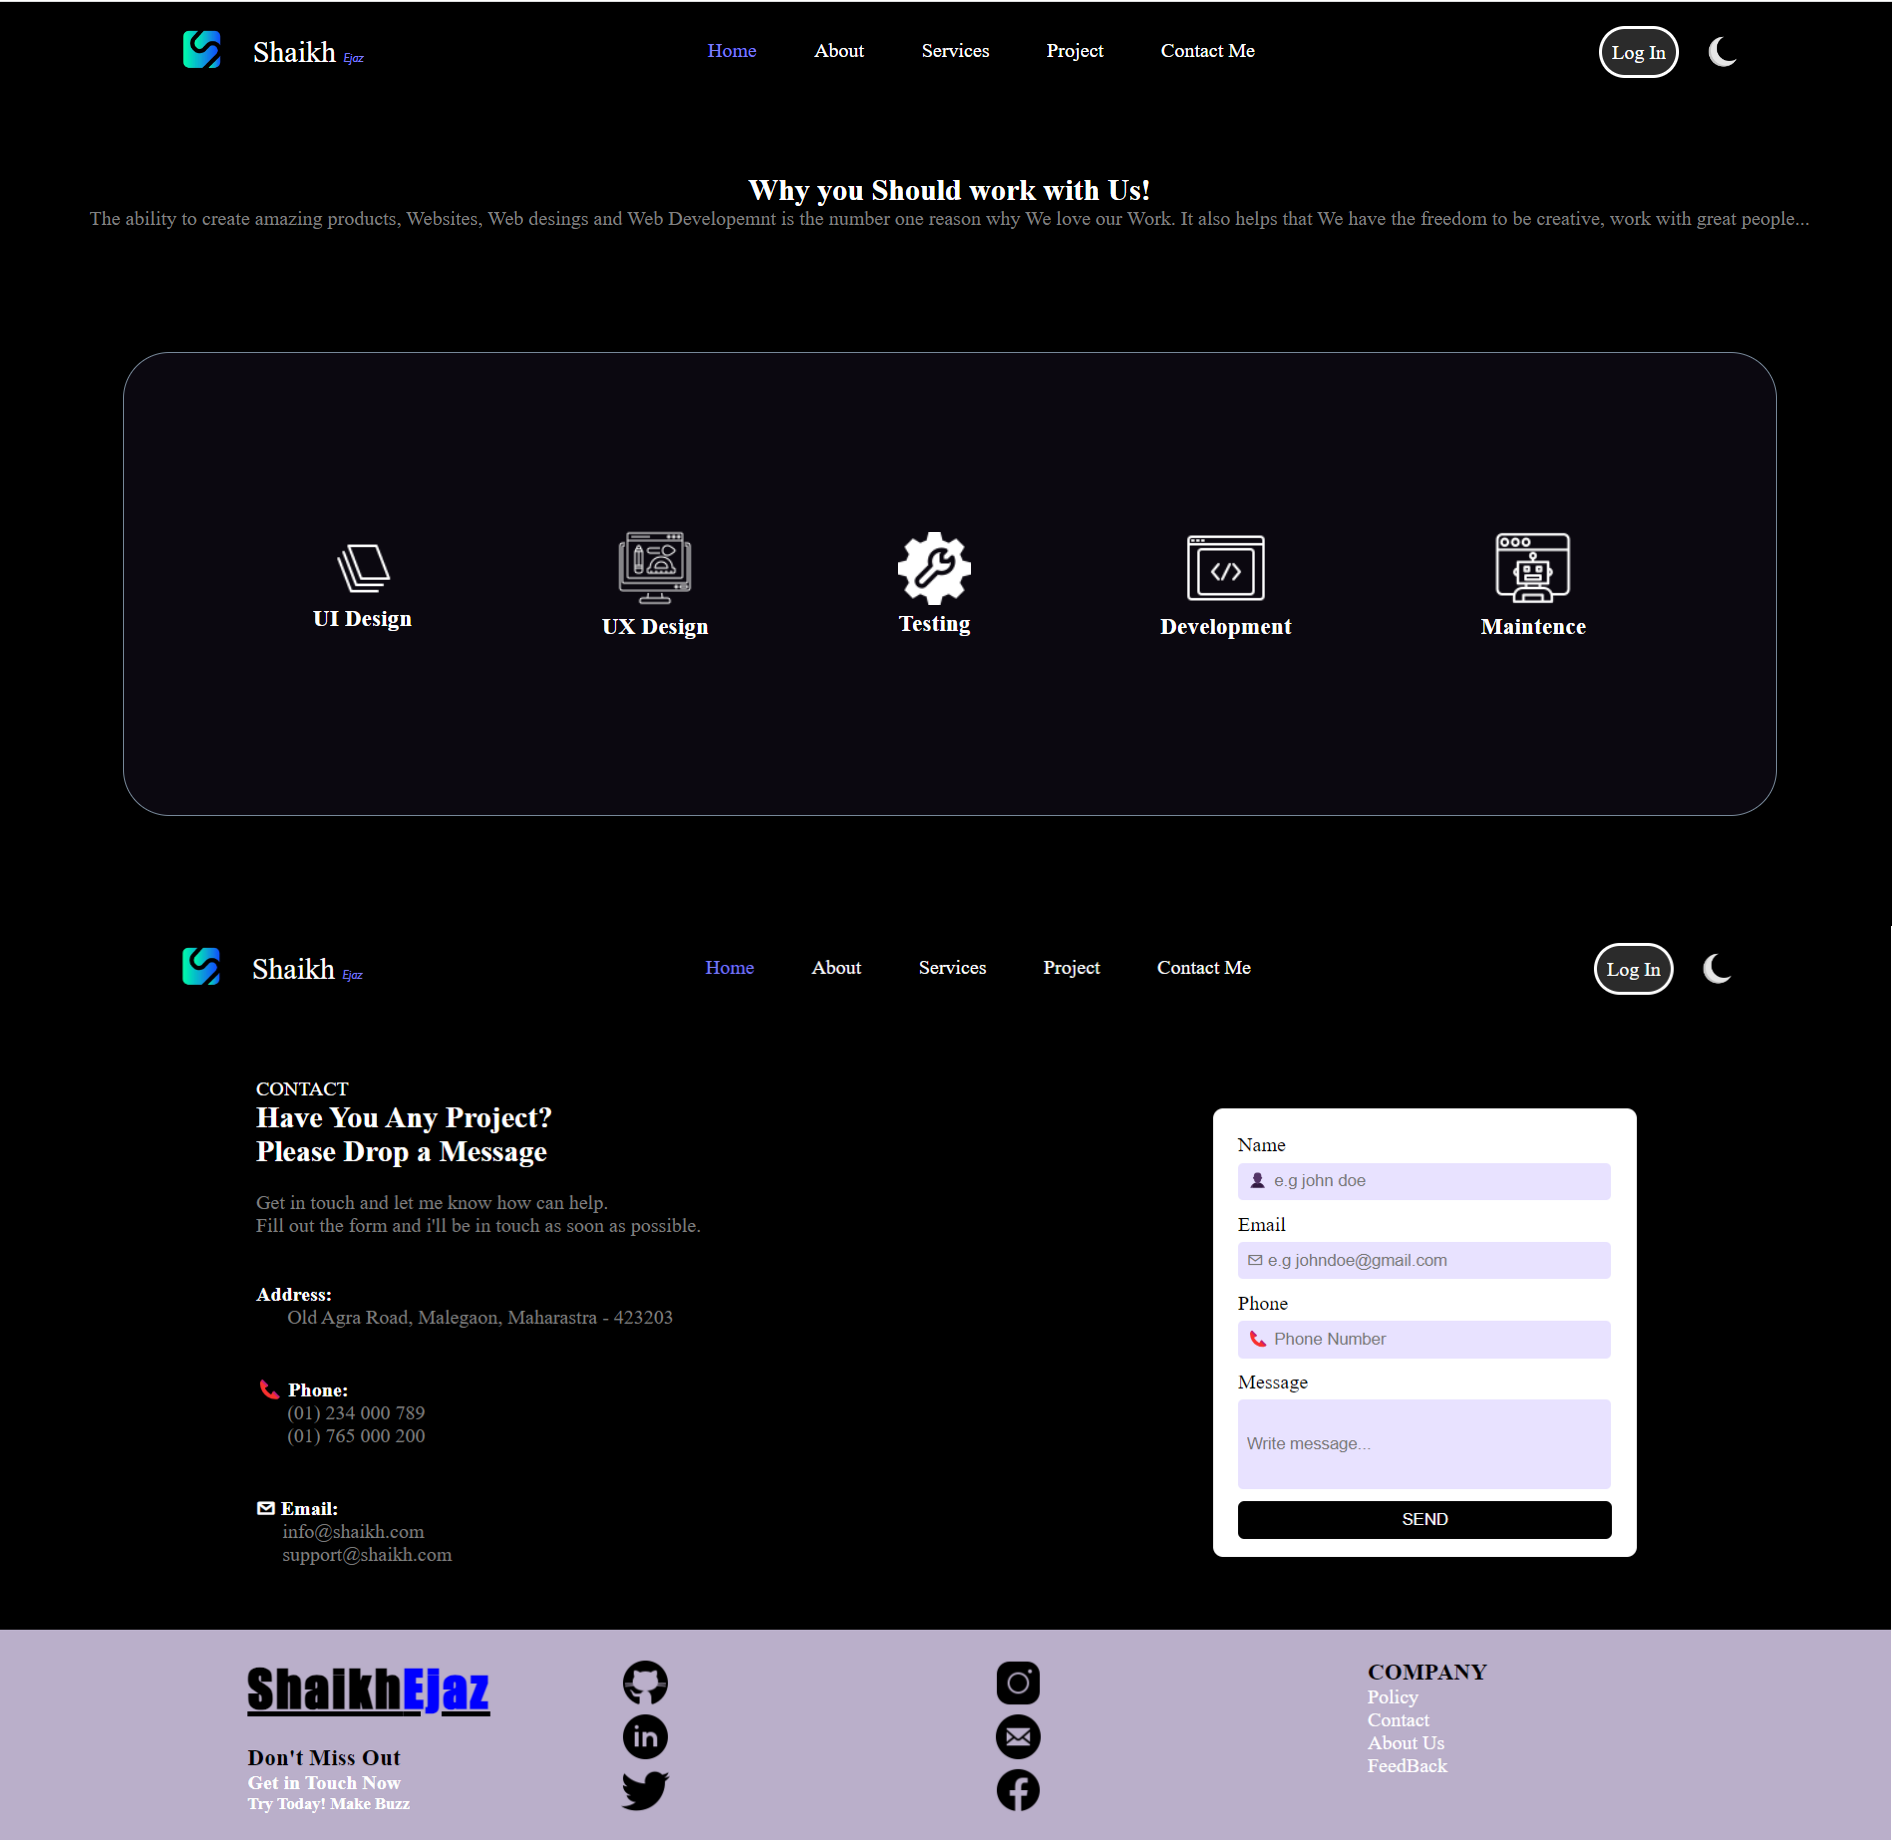 Shaikh Ejaz
Home About Services Project Contact Me
Log In
Why you Should work with Us!
The ability to create amazing products, Websites, Web desings and Web Developemnt is the number one reason why We love our Work. It also helps that We have the freedom to be creative, work with great people...
UI Design
UX Design
Testing
Development
Maintence
Shaikh Ejaz
Home About Services Project Contact Me
Log In
CONTACT
Have You Any Project?
Please Drop a Message
Get in touch and let me know how can help.
Fill out the form and i'll be in touch as soon as possible.
Address:
Old Agra Road, Malegaon, Maharastra - 423203
Phone:
(01) 234 000 789
(01) 765 000 200
Email:
info@shaikh.com
support@shaikh.com
Name
e.g john doe
Email
e.g johndoe@gmail.com
Phone
Phone Number
Message
Write message...
SEND
ShaikhEjaz
Don't Miss Out
Get in Touch Now
Try Today! Make Buzz
in
COMPANY
Policy
Contact
About Us
FeedBack